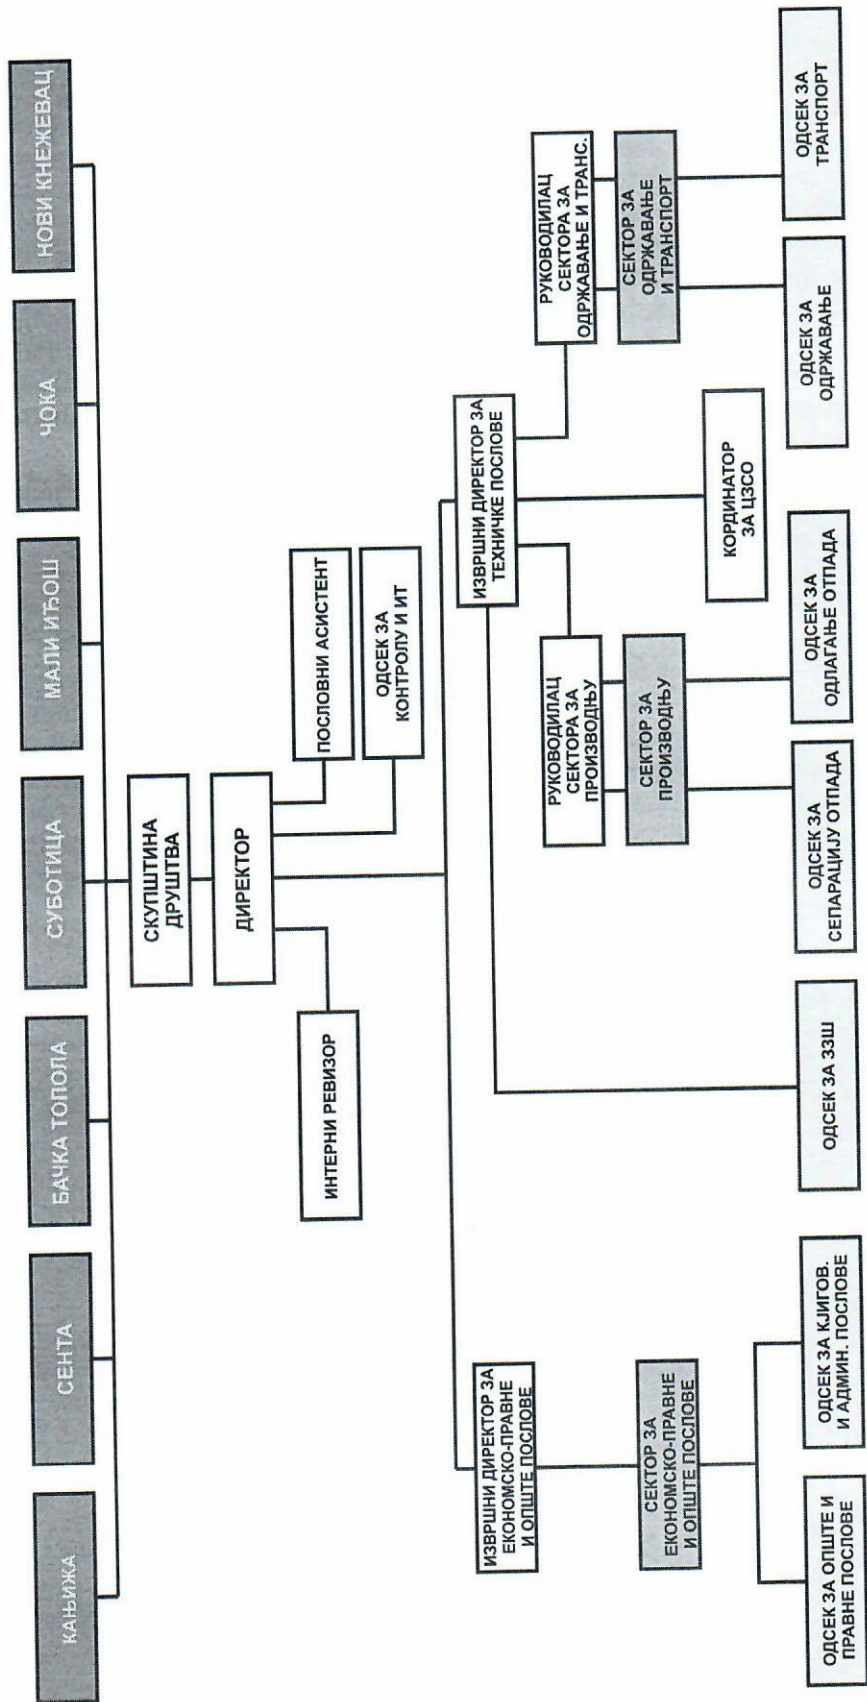 КАЊИЖА
СЕНТА
БАЧКА ТОПОЛА
СУБОТИЦА
МАЛИ ИЂОШ
ЧОКА
НОВИ КНЕЖЕВАЦ
СКУПШТИНА
ДРУШТВА
ДИРЕКТОР
ИНТЕРНИ РЕВИЗОР
ПОСЛОВНИ АСИСТЕНТ
ОДСЕК ЗА
КОНТРОЛУ И ИТ
ИЗВРШНИ ДИРЕКТОР ЗА
ЕКОНОМСКО-ПРАВНЕ
И ОПШТЕ ПОСЛОВЕ
ИЗВРШНИ ДИРЕКТОР ЗА
ТЕХНИЧКЕ ПОСЛОВЕ
РУКОВОДИЛАЦ
СЕКТОРА ЗА
ПРОИЗВОДЊУ
РУКОВОДИЛАЦ
СЕКТОРА ЗА
ОДРЖАВАЊЕ И ТРАНС.
СЕКТОР ЗА
ЕКОНОМСКО-ПРАВНЕ
И ОПШТЕ ПОСЛОВЕ
СЕКТОР ЗА
ПРОИЗВОДЊУ
СЕКТОР ЗА
ОДРЖАВАЊЕ
И ТРАНСПОРТ
КОРДИНАТОР
ЗА ЦЗСО
ОДСЕК ЗА ОПШТЕ И
ПРАВНЕ ПОСЛОВЕ
ОДСЕК ЗА КЈИГОВ.
И АДМИН. ПОСЛОВЕ
ОДСЕК ЗА ЗЗШ
ОДСЕК ЗА
СЕПАРАЦИЈУ ОТПАДА
ОДСЕК ЗА
ОДЛАГАЊЕ ОТПАДА
ОДСЕК ЗА
ОДРЖАВАЊЕ
ОДСЕК ЗА
ТРАНСПОРТ